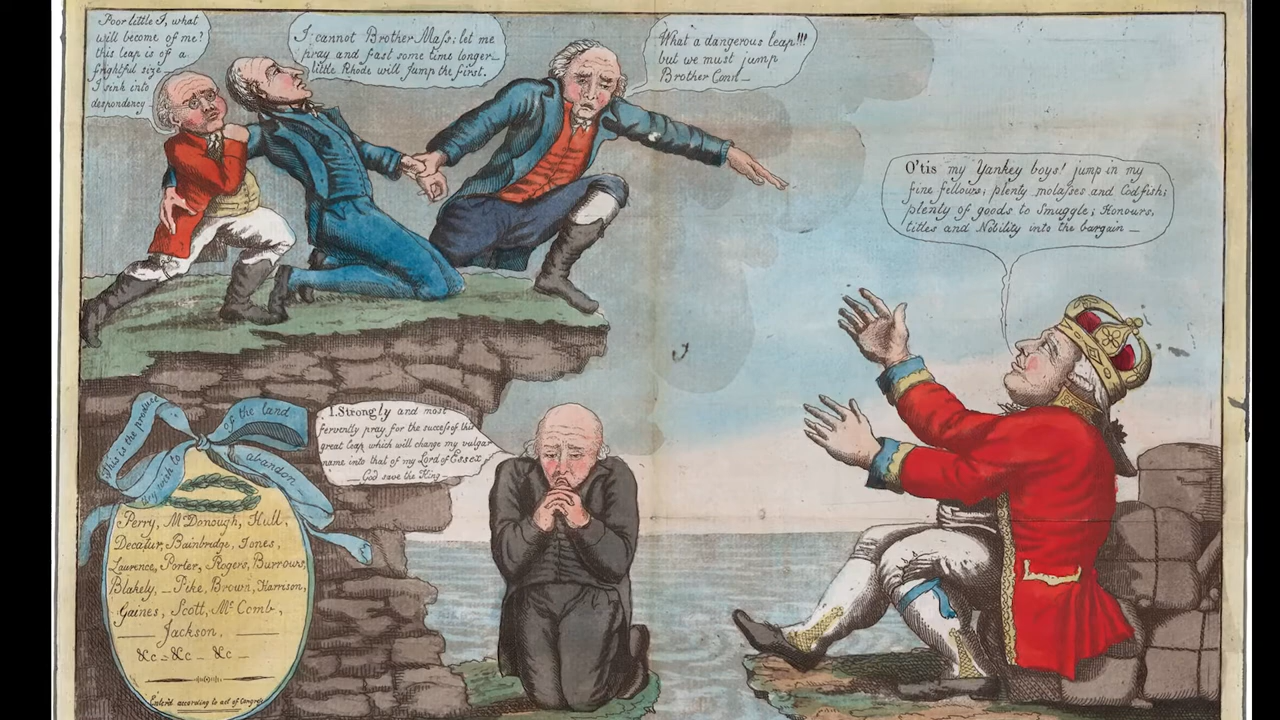 Poor little I, what
will become of me?
this leap is of a
frightful size
I sink into
despondency
I cannot Brother Mass; let me
pray and fast some time longer—
little Rhode will jump the first.
What a dangerous leap!!!
but we must jump
Brother Conn—
O'tis my Yankey boys! jump in my
fine fellows; plenty molasses and Codfish;
plenty of goods to Smuggle; Honours,
titles and Nobility into the bargain—
I. Strongly and most
fervently pray for the success of this
great leap which will change my vulgar
name into that of my Lord of Essex
— God save the King —
This is the produce
of the land
they wish to
abandon
Perry, McDonough, Hull,
Decatur, Bainbridge, Jones,
Laurence, Porter, Rogers, Burrows,
Blakely, — Pike, Brown, Harrison,
Gaines, Scott, McComb,
— Jackson, —
&c — &c — &c —
Enter'd according to act of Congress